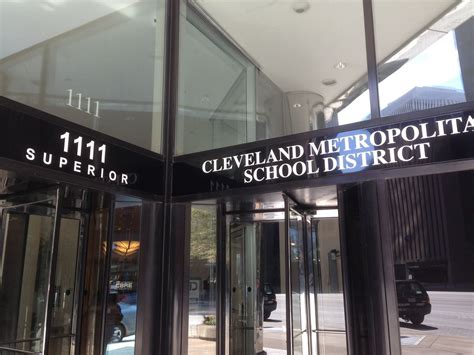 1111
1111
SUPERIOR
CLEVELAND METROPOLITA
SCHOOL DISTRICT